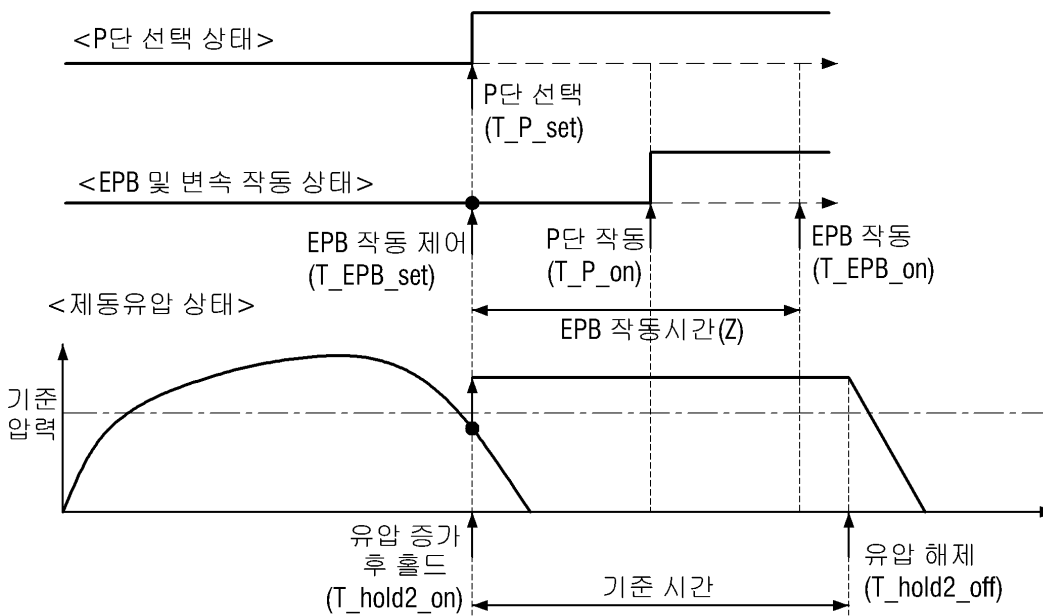 <P단 선택 상태>
P단 선택
(T_P_set)
<EPB 및 변속 작동 상태>
EPB 작동 제어
(T_EPB_set)
P단 작동
(T_P_on)
EPB 작동
(T_EPB_on)
<제동유압 상태>
EPB 작동시간(Z)
기준
압력
유압 증가
후 홀드
(T_hold2_on)
기준 시간
유압 해제
(T_hold2_off)